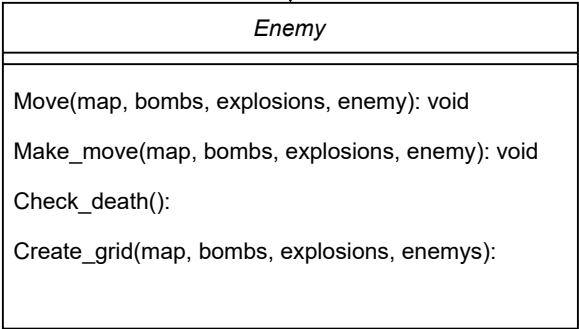 Enemy
Move(map, bombs, explosions, enemy): void
Make_move(map, bombs, explosions, enemy): void
Check_death():
Create_grid(map, bombs, explosions, enemys):